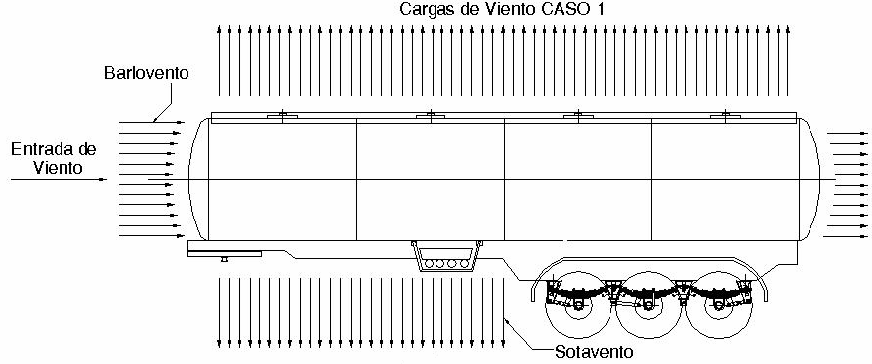 Cargas de Viento CASO 1
Barlovento
Entrada de
Viento
Sotavento